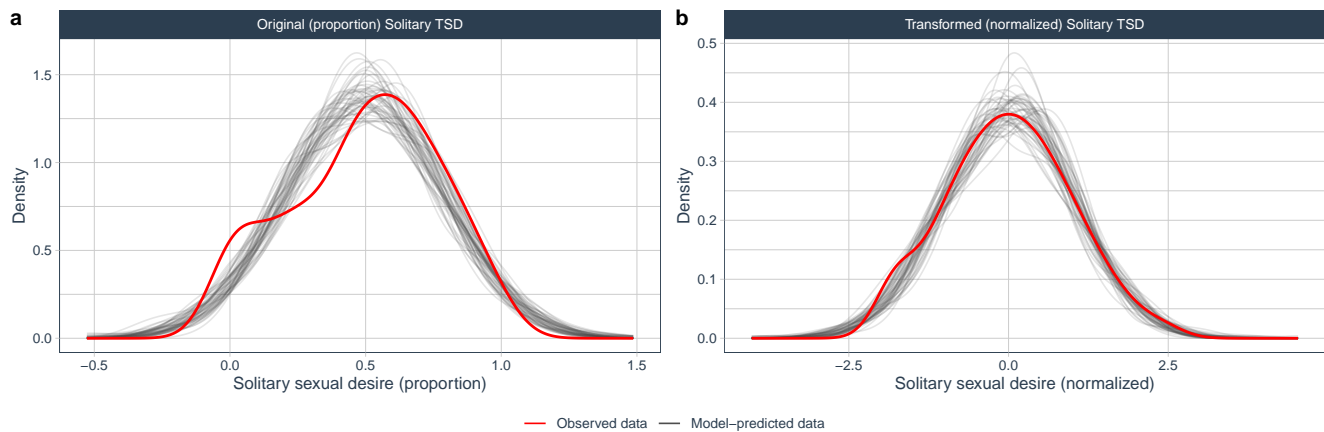 a
Original (proportion) Solitary TSD
1.5
1.0
0.5
0.0
Density
−0.5 0.0 0.5 1.0 1.5
Solitary sexual desire (proportion)
b
Transformed (normalized) Solitary TSD
0.5
0.4
0.3
0.2
0.1
0.0
Density
−2.5 0.0 2.5
Solitary sexual desire (normalized)
Observed data Model−predicted data